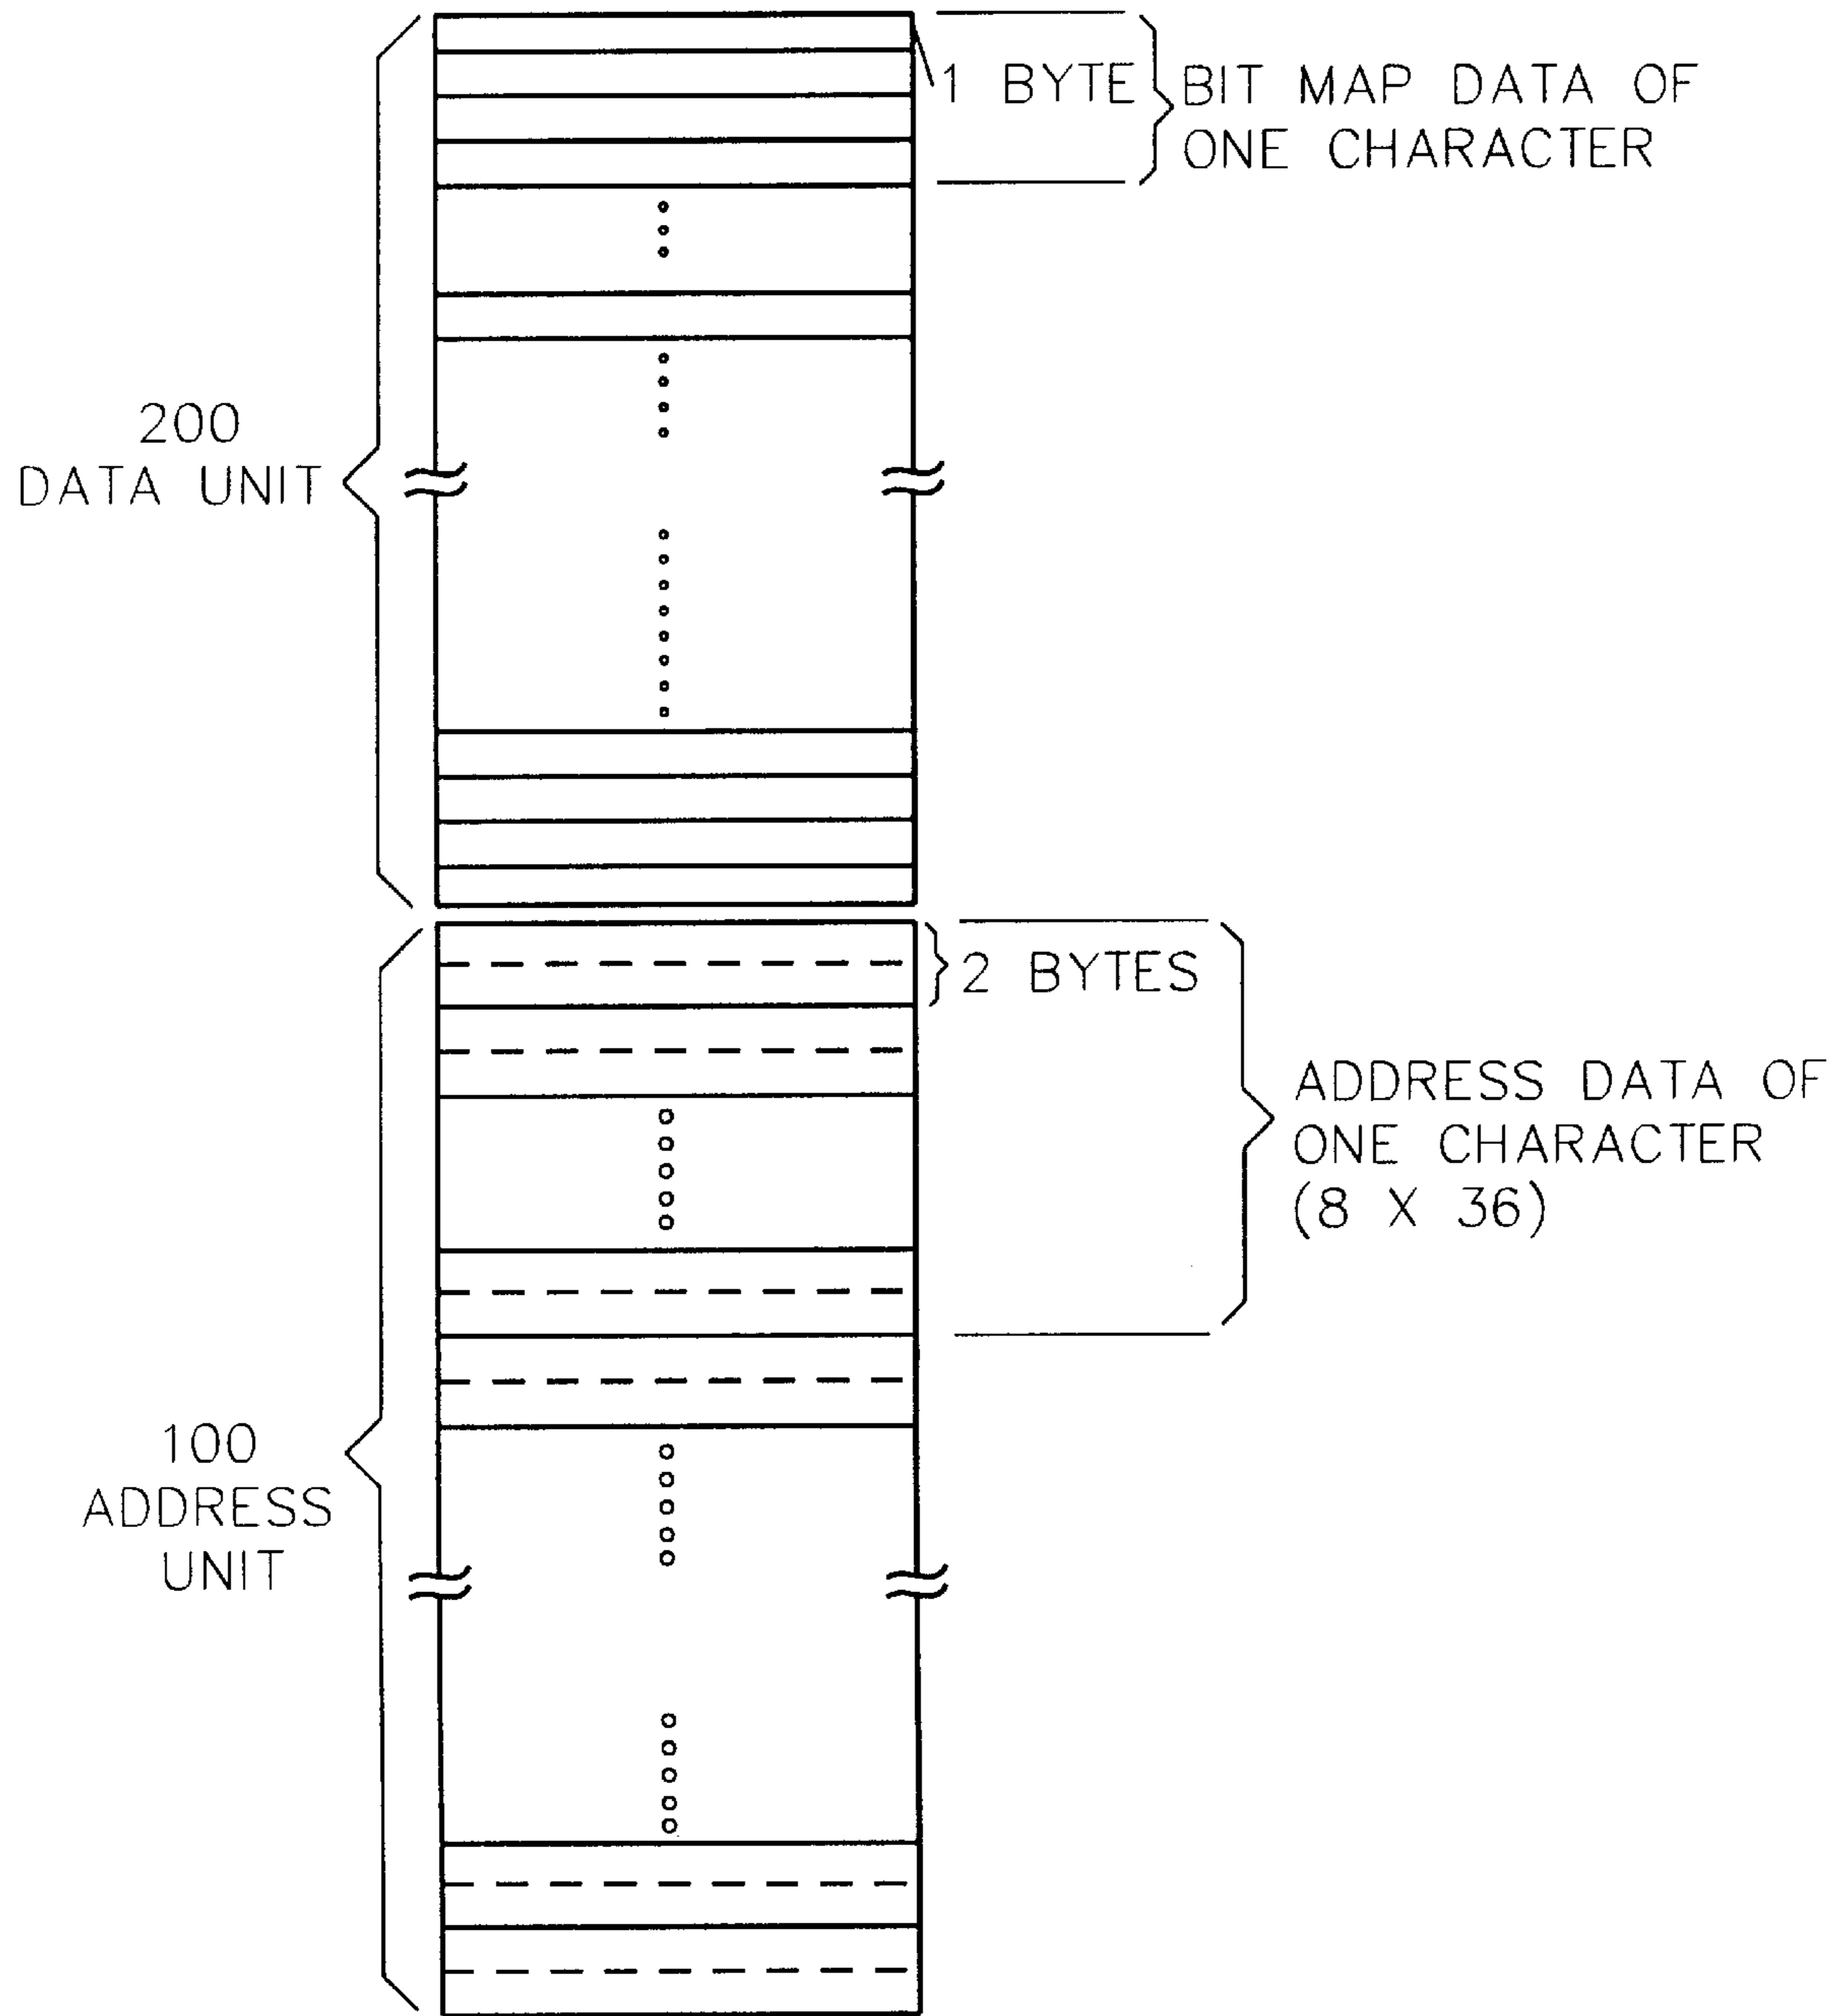 1 BYTE
BIT MAP DATA OF
ONE CHARACTER
200
DATA UNIT
2 BYTES
ADDRESS DATA OF
ONE CHARACTER
(8 X 36)
100
ADDRESS
UNIT